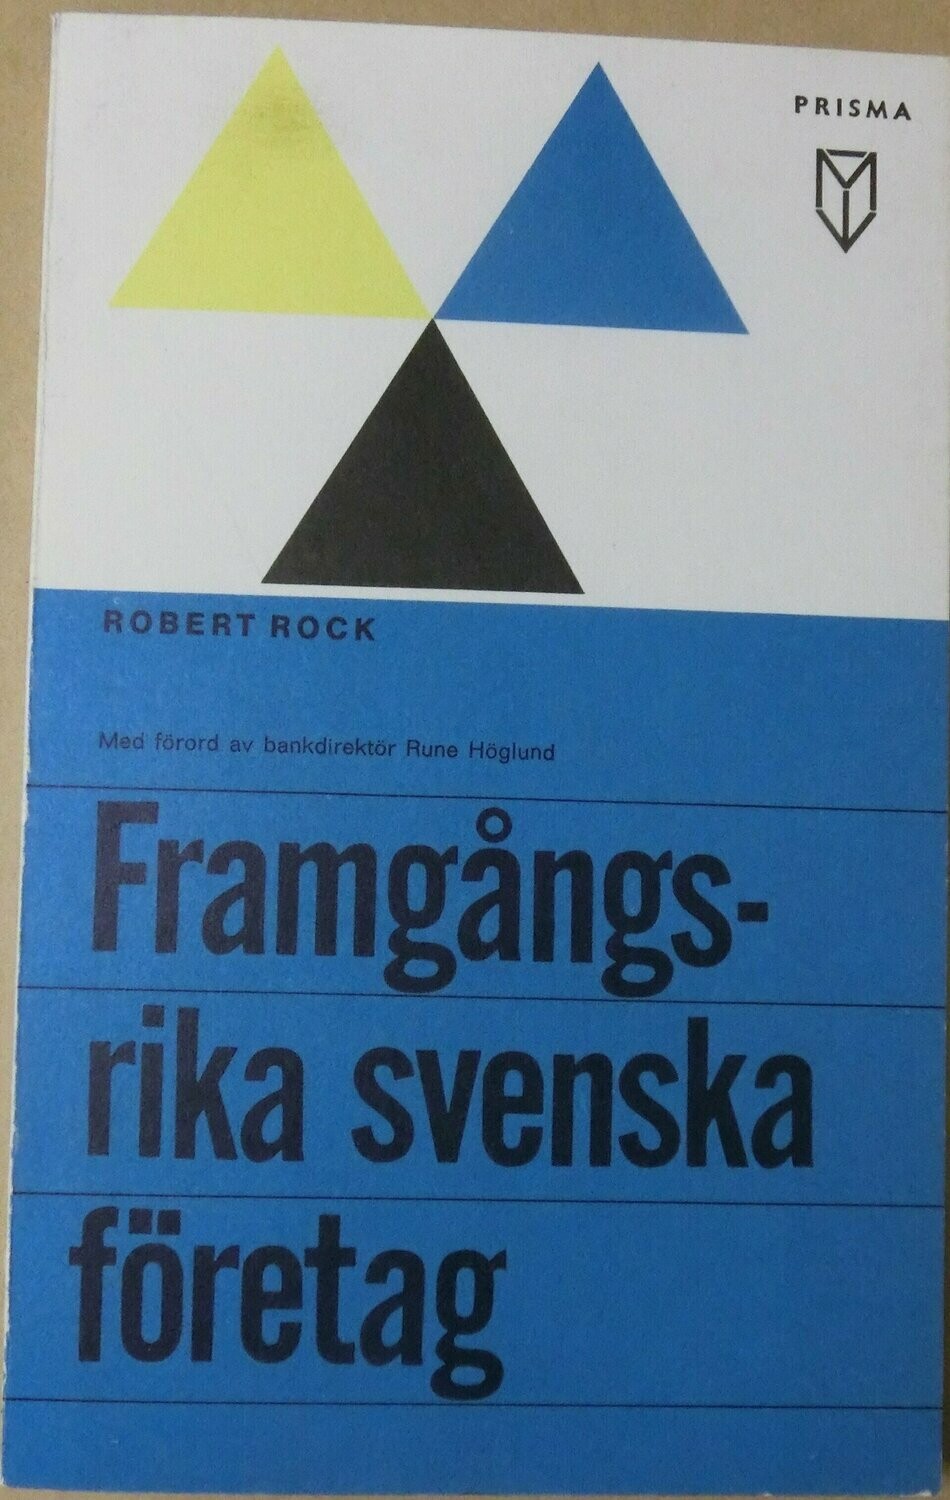 PRISMA
ROBERT ROCK
Med förord av bankdirektör Rune Höglund
Framgångs-
rika svenska
företag